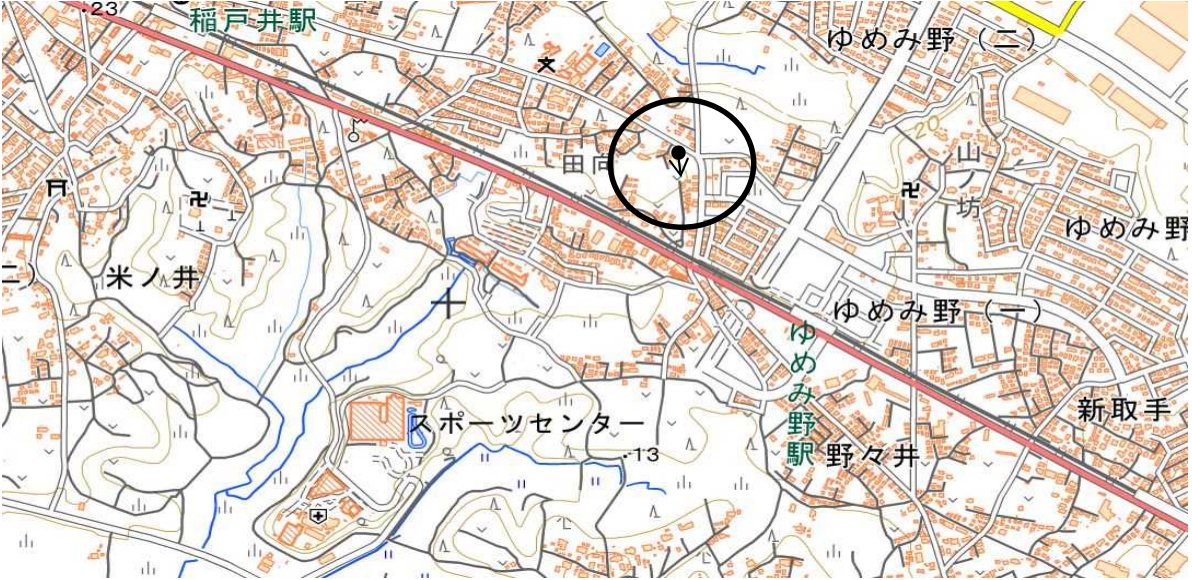 ・23
稲戸井駅
ゆめみ野（二）
田向
20
山ノ坊
ゆめみ野
米ノ井
二）
ゆめみ野（一）
ゆめみ野駅
新取手
スポーツセンター
・13
野々井